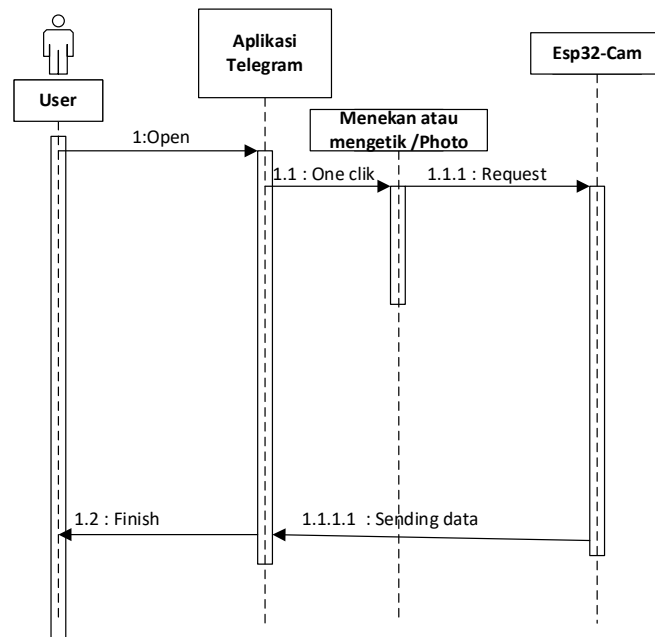 Aplikasi
Telegram
Esp32-Cam
User
Menekan atau
mengetik /Photo
1:Open
1.1 : One clik
1.1.1 : Request
1.2 : Finish
1.1.1.1 : Sending data